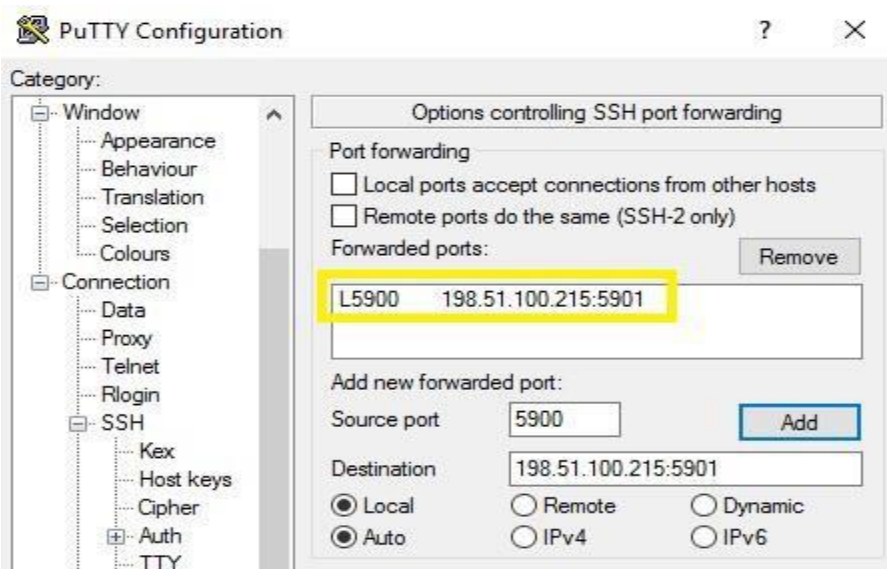 PuTTY Configuration ? ×
Category:
Window
Appearance
Behaviour
Translation
Selection
Colours
Connection
Data
Proxy
Telnet
Rlogin
SSH
Kex
Host keys
Cipher
Auth
TTY
Options controlling SSH port forwarding
Port forwarding
Local ports accept connections from other hosts
Remote ports do the same (SSH-2 only)
Forwarded ports:
Remove
L5900 198.51.100.215:5901
Add new forwarded port:
Source port 5900 Add
Destination 198.51.100.215:5901
Local Remote Dynamic
Auto IPv4 IPv6